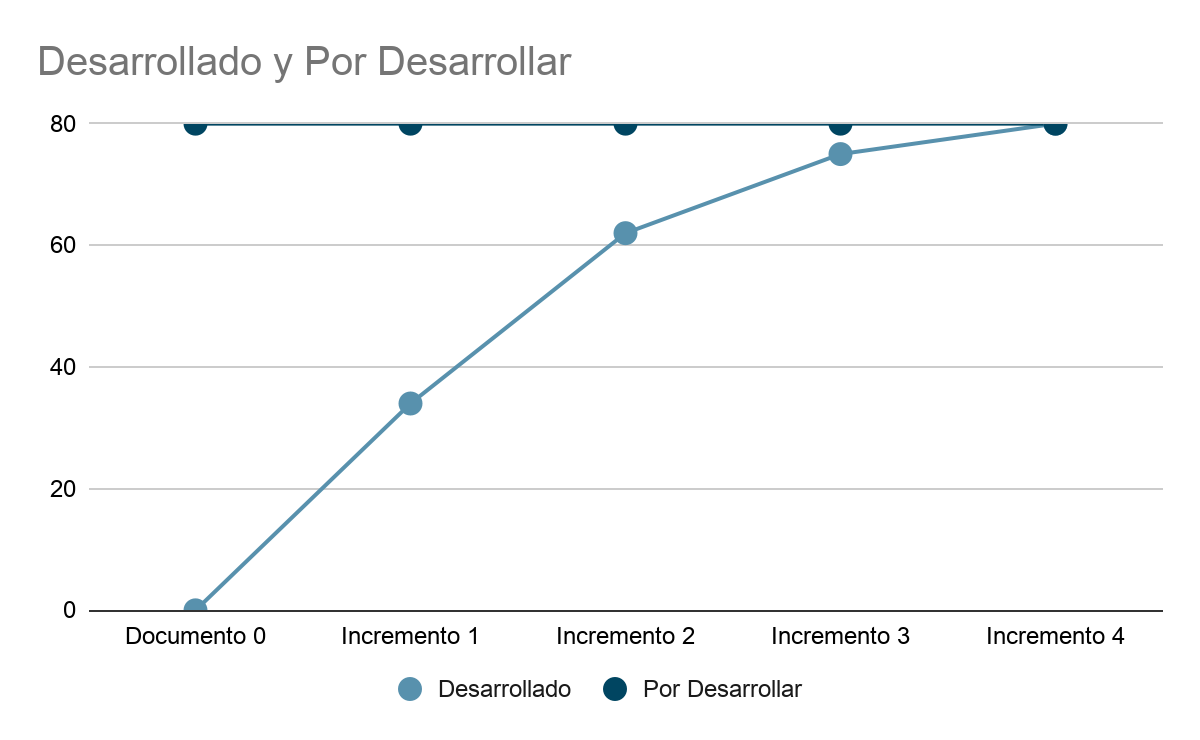 Desarrollado y Por Desarrollar
80
60
40
20
0
Documento 0 Incremento 1 Incremento 2 Incremento 3 Incremento 4
Desarrollado Por Desarrollar